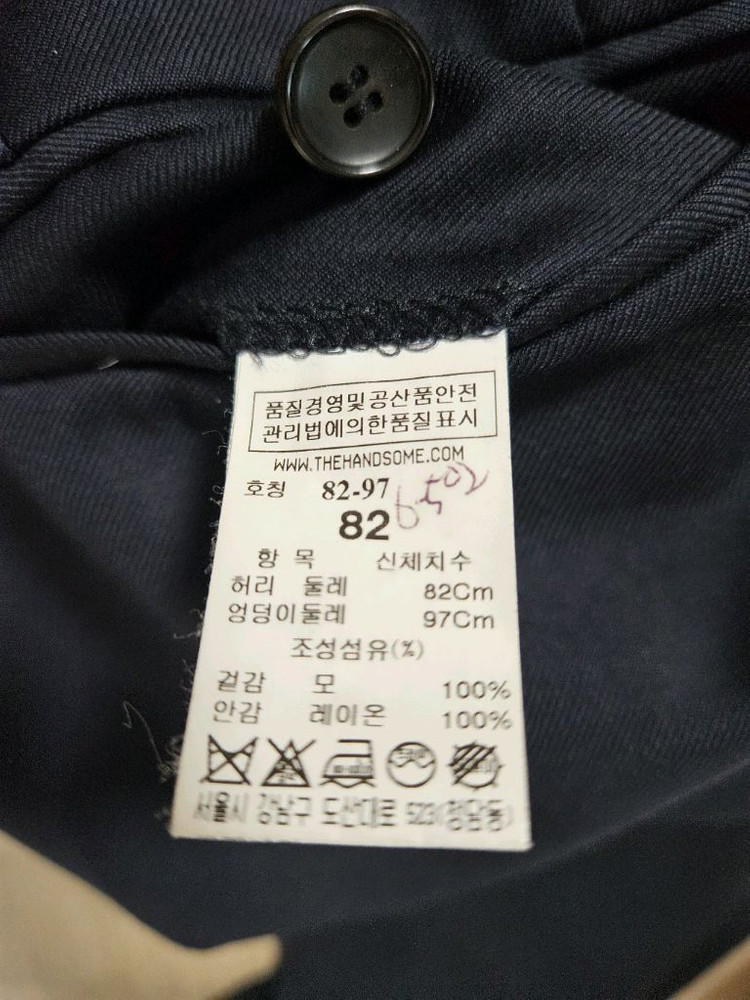 품질경영및공산품안전
관리법에의한품질표시
WWW.THEHANDSOME.COM
호칭 82-97
82
6502
항 목 신체치수
허리 둘레 82Cm
엉덩이둘레 97Cm
조성섬유(%)
겉감 모 100%
안감 레이온 100%
서울시 강남구 도산대로 523(청담동)